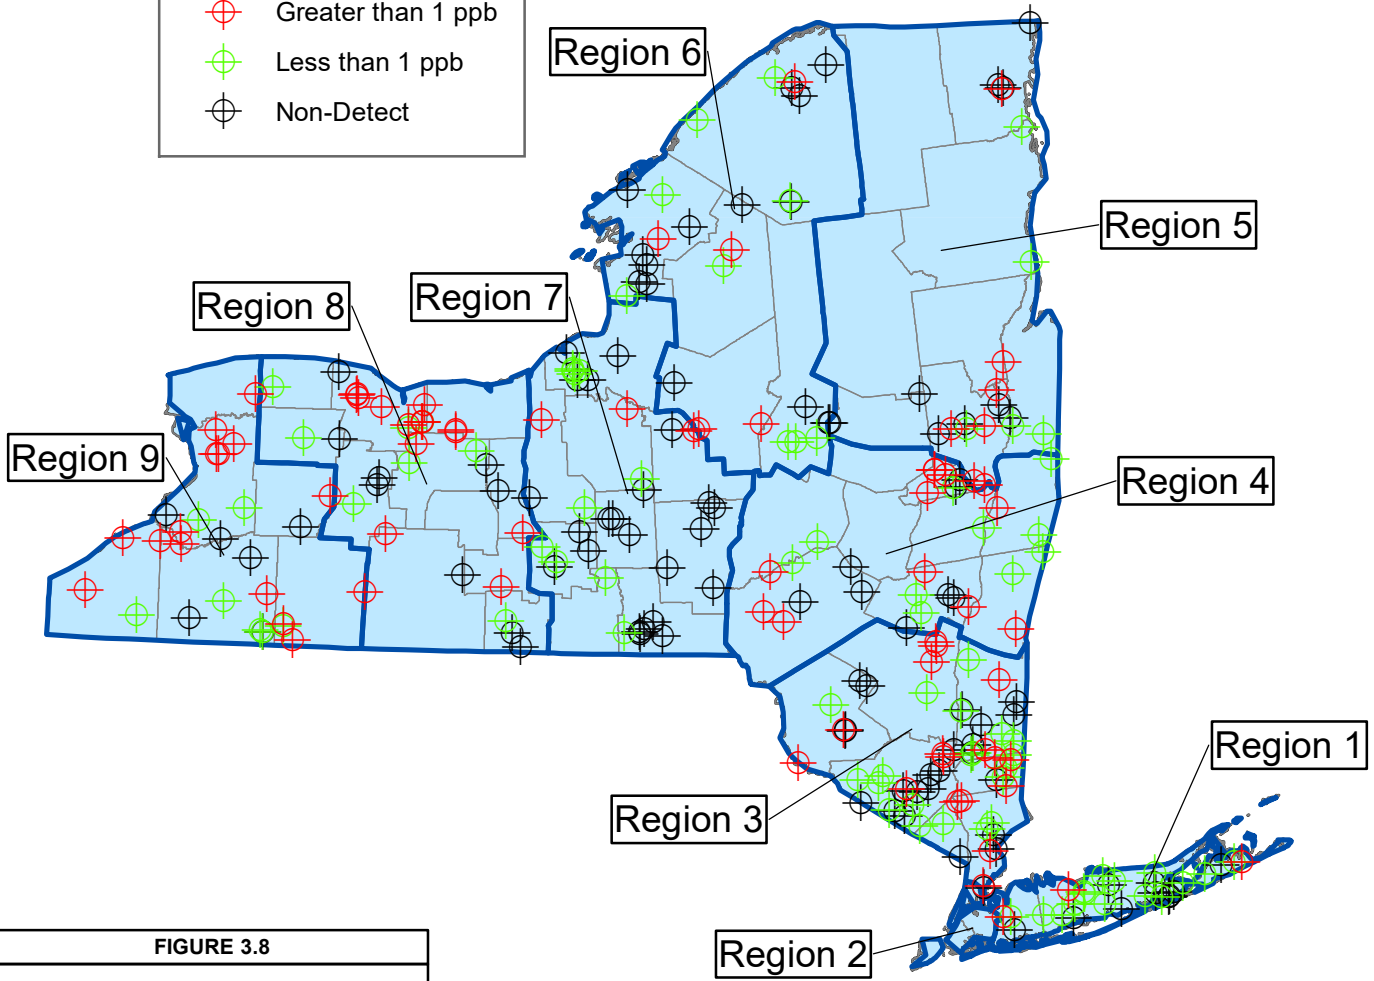 Greater than 1 ppb
Less than 1 ppb
Non-Detect
Region 6
Region 5
Region 7
Region 8
Region 9
Region 4
Region 1
Region 3
Region 2
FIGURE 3.8